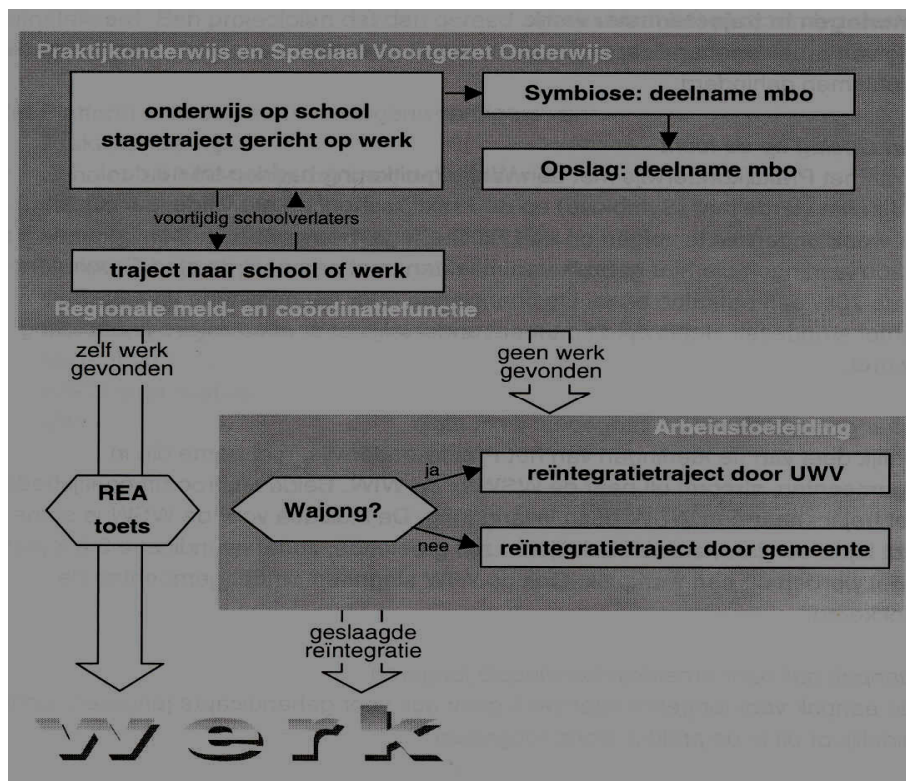 Praktijkonderwijs en Speciaal Voortgezet Onderwijs
onderwijs op school
stagetraject gericht op werk
Symbiose: deelname mbo
Opslag: deelname mbo
voortijdig schoolverlaters
traject naar school of werk
Regionale meld- en coördinatiefunctie
zelf werk
gevonden
geen werk
gevonden
Arbeidstoeleiding
REA
toets
Wajong?
ja
reïntegratietraject door UWV
nee
reïntegratietraject door gemeente
geslaagde
reïntegratie
werk